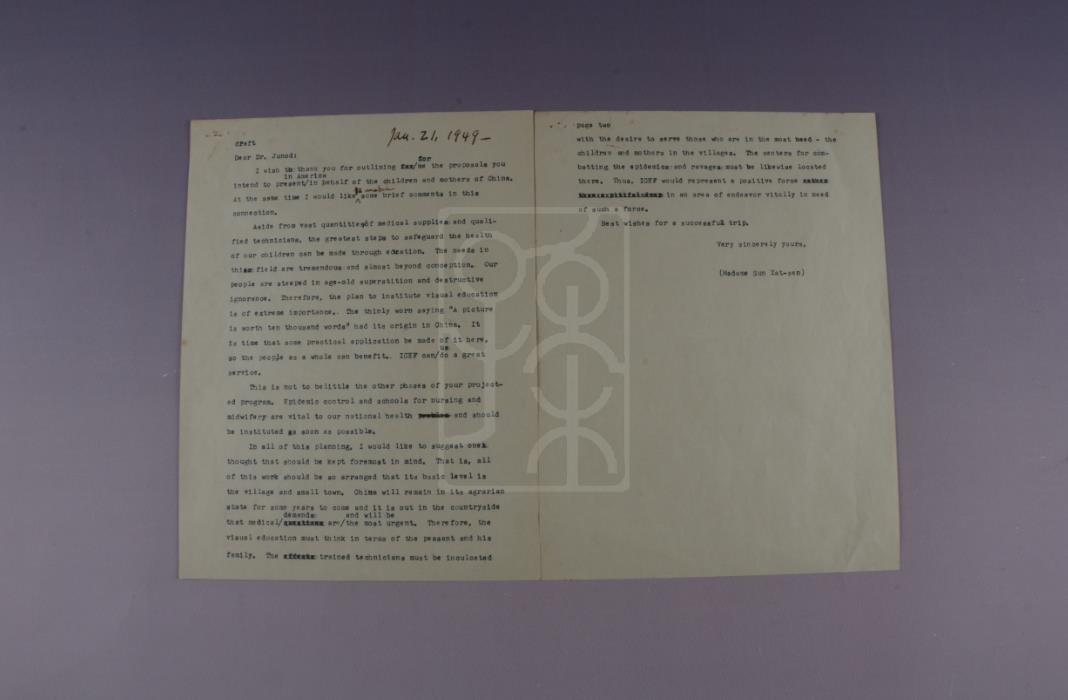 Jan. 21, 1949-
draft
Dear Dr. Junod:
for
I wish to thank you for outlining /me the proposals you
in America
intend to present/in behalf of the children and mothers of China.
At the same time I would like some brief comments in this
connection.
Aside from vast quantities of medical supplies and quali-
fied technicians, the greatest steps to safeguard the health
of our children can be made through education. The needs in
this field are tremendous and almost beyond conception. Our
people are steeped in age-old superstition and destructive
ignorance. Therefore, the plan to institute visual education
is of extreme importance. The thinly worn saying "A picture
is worth ten thousand words" had its origin in China. It
is time that some practical application be made of it here,
so the people as a whole can benefit. ICEF can/do a great
us
service.
This is not to belittle the other phases of your project-
ed program. Epidemic control and schools for nursing and
midwifery are vital to our national health and should
be instituted as soon as possible.
In all of this planning, I would like to suggest one
thought that should be kept foremost in mind. That is, all
of this work should be so arranged that its basic level is
the village and small town. China will remain in its agrarian
state for some years to come and it is out in the countryside
demands and will be
that medical/ are/the most urgent. Therefore, the
visual education must think in terms of the peasant and his
family. The trained technicians must be inculcated
page two
with the desire to serve those who are in the most need - the
children and mothers in the villages. The centers for com-
batting the epidemics and ravages must be likewise located
there. Thus, ICEF would represent a positive force
in an area of endeavor vitally in need
of such a force.
Best wishes for a successful trip.
Very sincerely yours,
(Madame Sun Yat-sen)